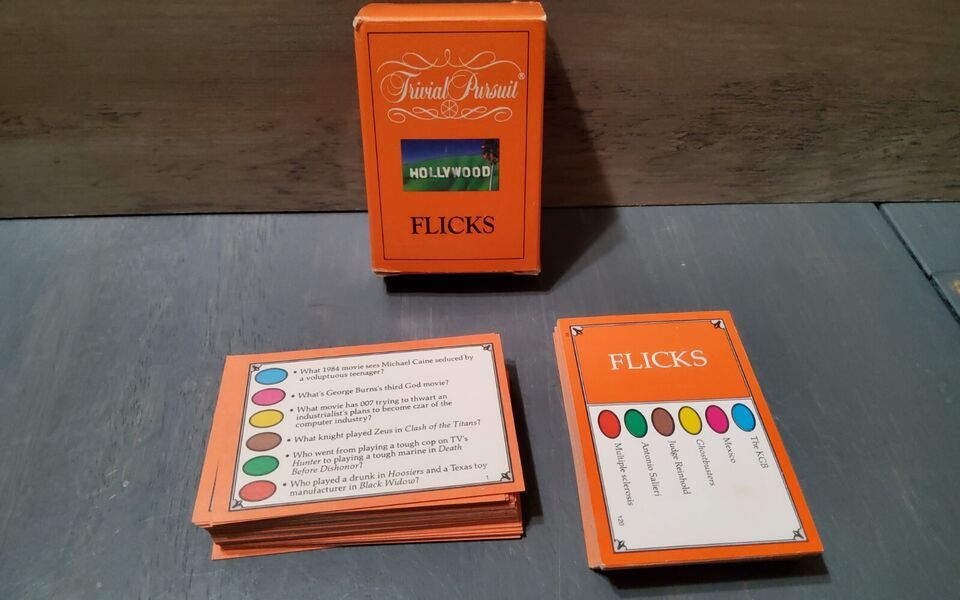 Trivial Pursuit®
HOLLYWOOD
FLICKS
• What 1984 movie sees Michael Caine seduced by
a voluptuous teenager?
• What's George Burns's third God movie?
• What movie has 007 trying to thwart an
industrialist's plans to become czar of the
computer industry?
• What knight played Zeus in Clash of the Titans?
• Who went from playing a tough cop on TV's
Hunter to playing a tough marine in Death
Before Dishonor?
• Who played a drunk in Hoosiers and a Texas toy
manufacturer in Black Widow?
1
FLICKS
The KGB
Mexico
Ghostbusters
Judge Reinhold
Antonio Salieri
Multiple sclerosis
120